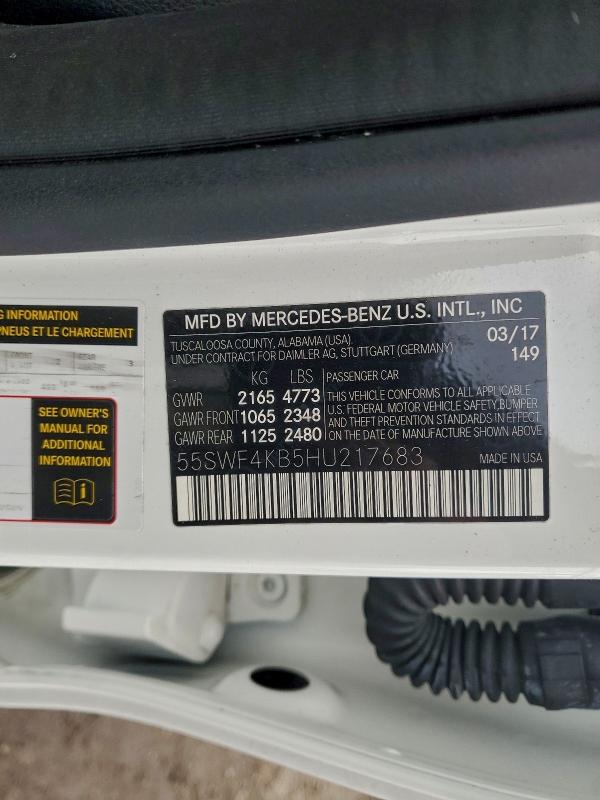 G INFORMATION
PNEUS ET LE CHARGEMENT
SEE OWNER'S
MANUAL FOR
ADDITIONAL
INFORMATION
MFD BY MERCEDES-BENZ U.S. INTL., INC
TUSCALOOSA COUNTY, ALABAMA (USA). 03/17
UNDER CONTRACT FOR DAIMLER AG, STUTTGART (GERMANY) 149
KG LBS PASSENGER CAR
GVWR 2165 4773 THIS VEHICLE CONFORMS TO ALL APPLICABLE
GAWR FRONT 1065 2348 U.S. FEDERAL MOTOR VEHICLE SAFETY, BUMPER
AND THEFT PREVENTION STANDARDS IN EFFECT
GAWR REAR 1125 2480 ON THE DATE OF MANUFACTURE SHOWN ABOVE
55SWF4KB5HU217683 MADE IN USA